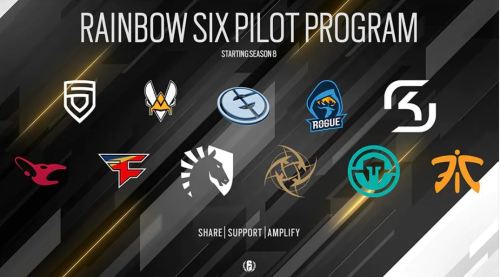 RAINBOW SIX PILOT PROGRAM
STARTING SEASON 8
ROGUE
SHARE | SUPPORT | AMPLIFY